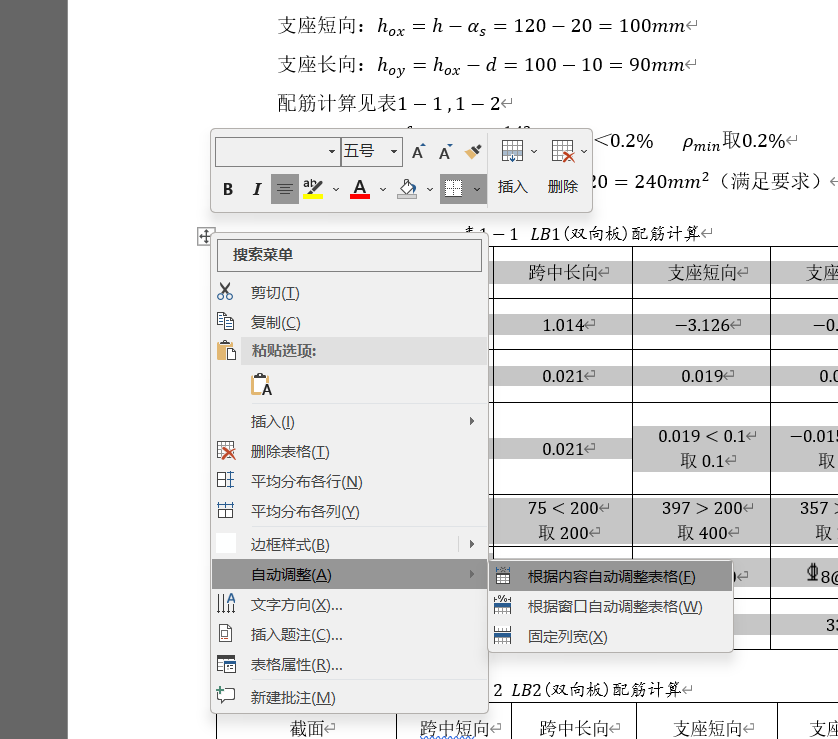 支座短向：h_{ox} = h − α_s = 120 − 20 = 100mm↵
支座长向：h_{oy} = h_{ox} − d = 100 − 10 = 90mm↵
配筋计算见表1 − 1 , 1 − 2↵
<0.2% ρ_{min}取0.2%↵
五号 A A
20 = 240mm²（满足要求）↵
B I ab A 插入 删除
1−1 LB1(双向板)配筋计算↵
搜索菜单
跨中长向↵ 支座短向↵ 支座
剪切(T)
复制(C)
1.014↵ −3.126↵ −0.
粘贴选项:
A
0.021↵ 0.019↵ 0.0
插入(I)
删除表格(T)
0.021↵ 0.019 < 0.1↵ −0.015
取 0.1↵ 取
平均分布各行(N)
平均分布各列(Y)
75 < 200↵ 397 > 200↵ 357 >
取 200↵ 取 400↵ 取
边框样式(B)
自动调整(A)
根据内容自动调整表格(F)
8@
文字方向(X)...
根据窗口自动调整表格(W)
33
插入题注(C)...
固定列宽(X)
表格属性(R)...
新建批注(M)
2 LB2(双向板)配筋计算↵
截面↵ 跨中短向↵ 跨中长向↵ 支座短向↵ 支座